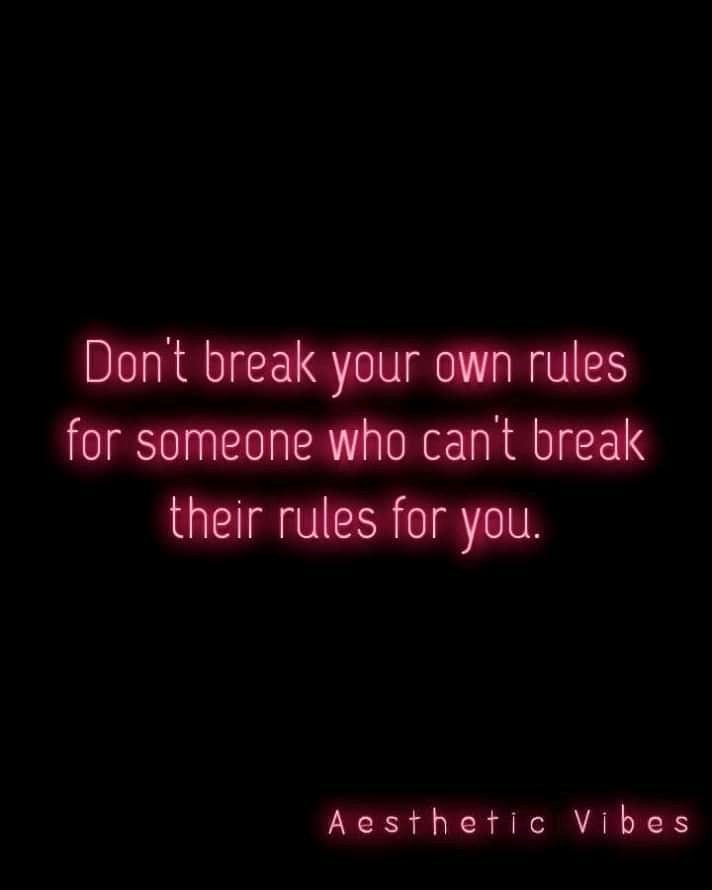 Don't break your own rules
for someone who can't break
their rules for you.
Aesthetic Vibes